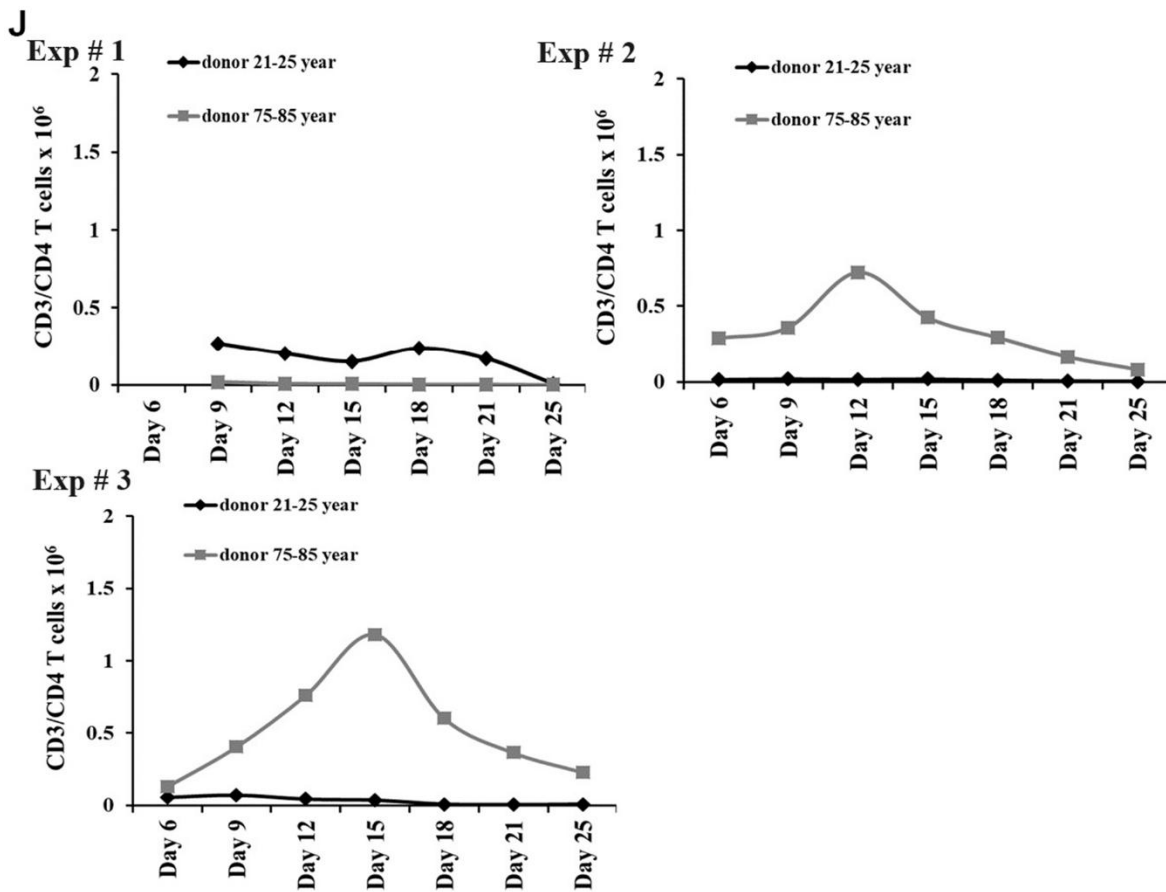 J
Exp # 1
donor 21-25 year
donor 75-85 year
CD3/CD4 T cells x 10⁶
2
1.5
1
0.5
0
Day 6
Day 9
Day 12
Day 15
Day 18
Day 21
Day 25
Exp # 2
donor 21-25 year
donor 75-85 year
CD3/CD4 T cells x 10⁶
2
1.5
1
0.5
0
Day 6
Day 9
Day 12
Day 15
Day 18
Day 21
Day 25
Exp # 3
donor 21-25 year
donor 75-85 year
CD3/CD4 T cells x 10⁶
2
1.5
1
0.5
0
Day 6
Day 9
Day 12
Day 15
Day 18
Day 21
Day 25